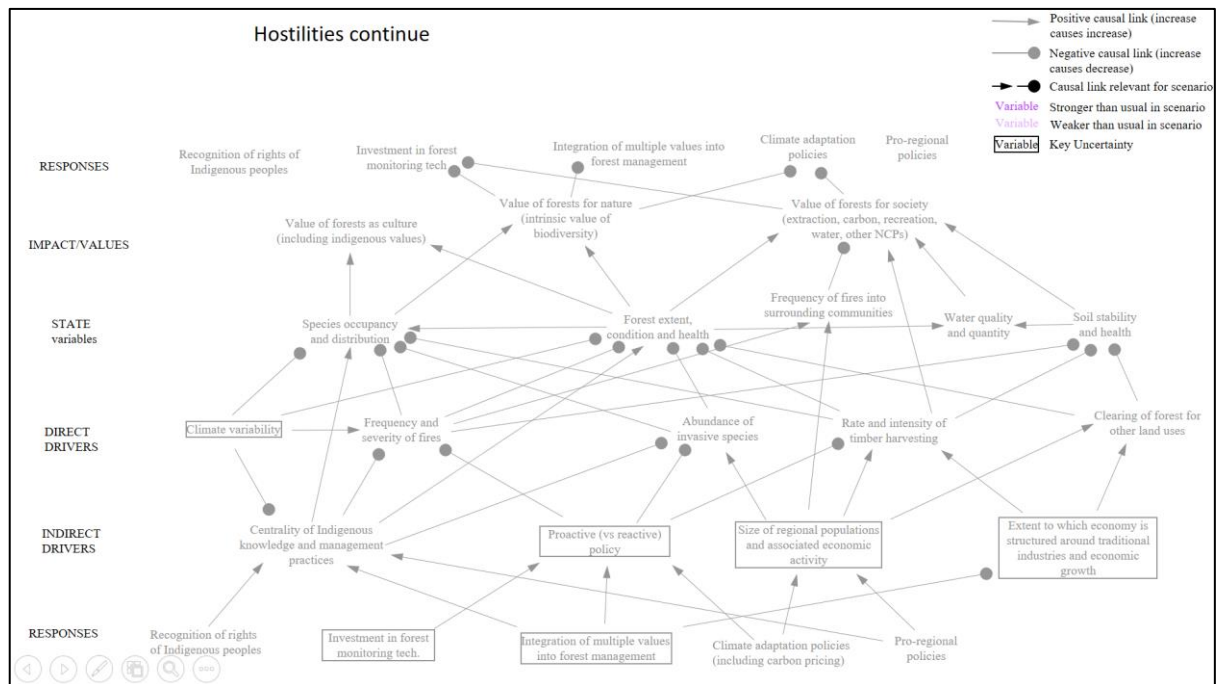 Hostilities continue
Positive causal link (increase
causes increase)
Negative causal link (increase
causes decrease)
Causal link relevant for scenario
Variable Stronger than usual in scenario
Variable Weaker than usual in scenario
Variable Key Uncertainty
RESPONSES
Recognition of rights of
Indigenous peoples
Investment in forest
monitoring tech.
Integration of multiple values into
forest management
Climate adaptation
policies
Pro-regional
policies
IMPACT/VALUES
Value of forests as culture
(including indigenous values)
Value of forests for nature
(intrinsic value of
biodiversity)
Value of forests for society
(extraction, carbon, recreation,
water, other NCPs)
STATE
variables
Species occupancy
and distribution
Forest extent,
condition and health
Frequency of fires into
surrounding communities
Water quality
and quantity
Soil stability
and health
DIRECT
DRIVERS
Climate variability
Frequency and
severity of fires
Abundance of
invasive species
Rate and intensity of
timber harvesting
Clearing of forest for
other land uses
INDIRECT
DRIVERS
Centrality of Indigenous
knowledge and management
practices
Proactive (vs reactive)
policy
Size of regional populations
and associated economic
activity
Extent to which economy is
structured around traditional
industries and economic
growth
RESPONSES
Recognition of rights
of Indigenous peoples
Investment in forest
monitoring tech.
Integration of multiple values
into forest management
Climate adaptation policies
(including carbon pricing)
Pro-regional
policies